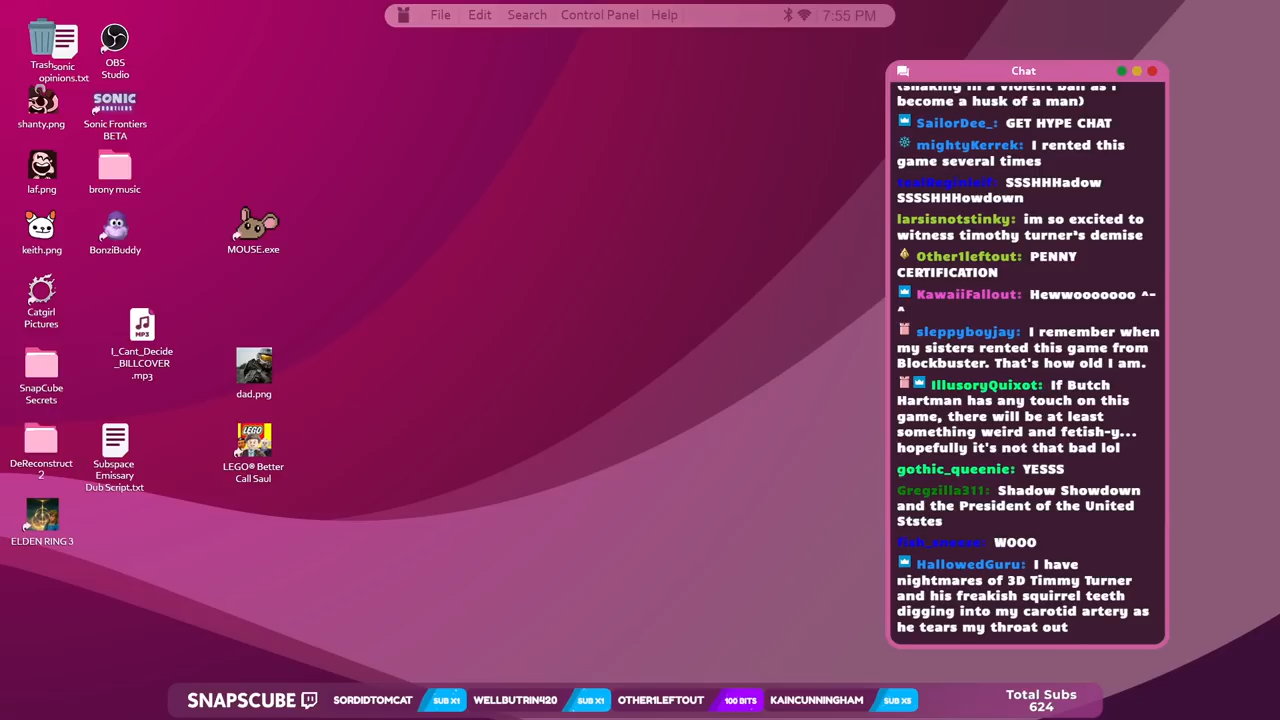 File Edit Search Control Panel Help
7:55 PM
Trash
sonic
opinions.txt
OBS
Studio
shanty.png
SONIC
FRONTIERS
Sonic Frontiers
BETA
laf.png
brony music
keith.png
BonziBuddy
MOUSE.exe
Catgirl
Pictures
MP3
I_Cant_Decide
_BILLCOVER
.mp3
SnapCube
Secrets
dad.png
DeReconstruct
2
Subspace
Emissary
Dub Script.txt
LEGO
LEGO® Better
Call Saul
ELDEN RING 3
Chat
(shaking in a violent ball as I
become a husk of a man)
SailorDee_: GET HYPE CHAT
mightyKerrek: I rented this
game several times
SSSHHHadow
SSSSHHHowdown
larsisnotstinky: im so excited to
witness timothy turner's demise
Other1leftout: PENNY
CERTIFICATION
KawaiiFallout: Hewwooooooo ^-
^
sleppyboyjay: I remember when
my sisters rented this game from
Blockbuster. That's how old I am.
IllusoryQuixot: If Butch
Hartman has any touch on this
game, there will be at least
something weird and fetish-y...
hopefully it's not that bad lol
gothic_queenie: YESSS
Gregzilla311: Shadow Showdown
and the President of the United
Ststes
WOOO
HallowedGuru: I have
nightmares of 3D Timmy Turner
and his freakish squirrel teeth
digging into my carotid artery as
he tears my throat out
SNAPSCUBE
SORDIDTOMCAT SUB X1 WELLBUTRIN420 SUB X1 OTHER1LEFTOUT 100 BITS KAINCUNNINGHAM SUB X5
Total Subs
624